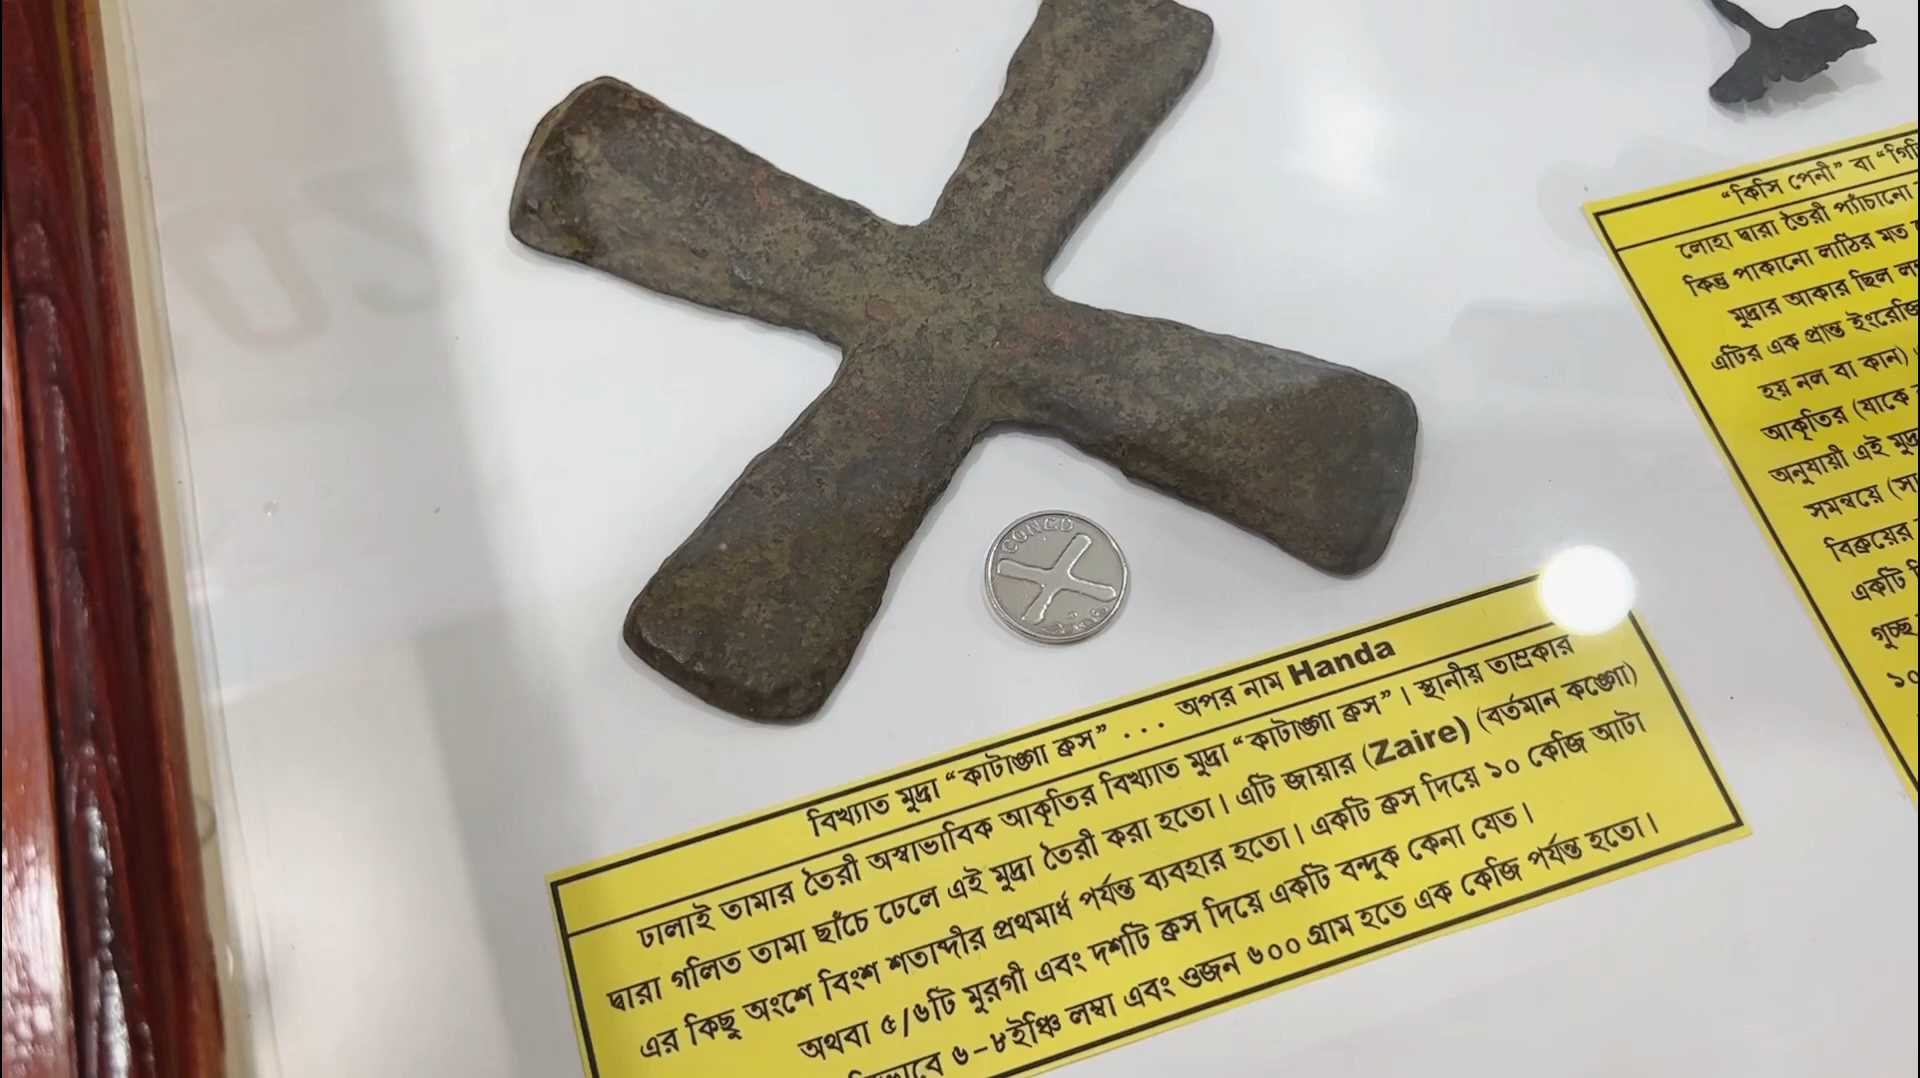 CONGO
বিখ্যাত মুদ্রা “কাটাঙ্গা ক্রস” ... অপর নাম Handa
ঢালাই তামার তৈরী অস্বাভাবিক আকৃতির বিখ্যাত মুদ্রা “কাটাঙ্গা ক্রস”। স্থানীয় তাম্রকার
দ্বারা গলিত তামা ছাঁচে ঢেলে এই মুদ্রা তৈরী করা হতো। এটি জায়ার (Zaire) (বর্তমান কঙ্গো)
এর কিছু অংশে বিংশ শতাব্দীর প্রথমার্ধ পর্যন্ত ব্যবহার হতো। একটি ক্রস দিয়ে ১০ কেজি আটা
অথবা ৫/৬টি মুরগী এবং দশটি ক্রস দিয়ে একটি বন্দুক কেনা যেত।
৬-৮ইঞ্চি লম্বা এবং ওজন ৬০০ গ্রাম হতে এক কেজি পর্যন্ত হতো।
“কিসি পেনী” বা
লোহা দ্বারা তৈরী প্যাঁচানো
কিন্তু পাকানো লাঠির মত
মুদ্রার আকার ছিল
এটির এক প্রান্ত
হয় নল বা কান)
আকৃতির (যাকে
অনুযায়ী এই
সমন্বয়ে
বিক্রয়ের
একটি
গুচ্ছ